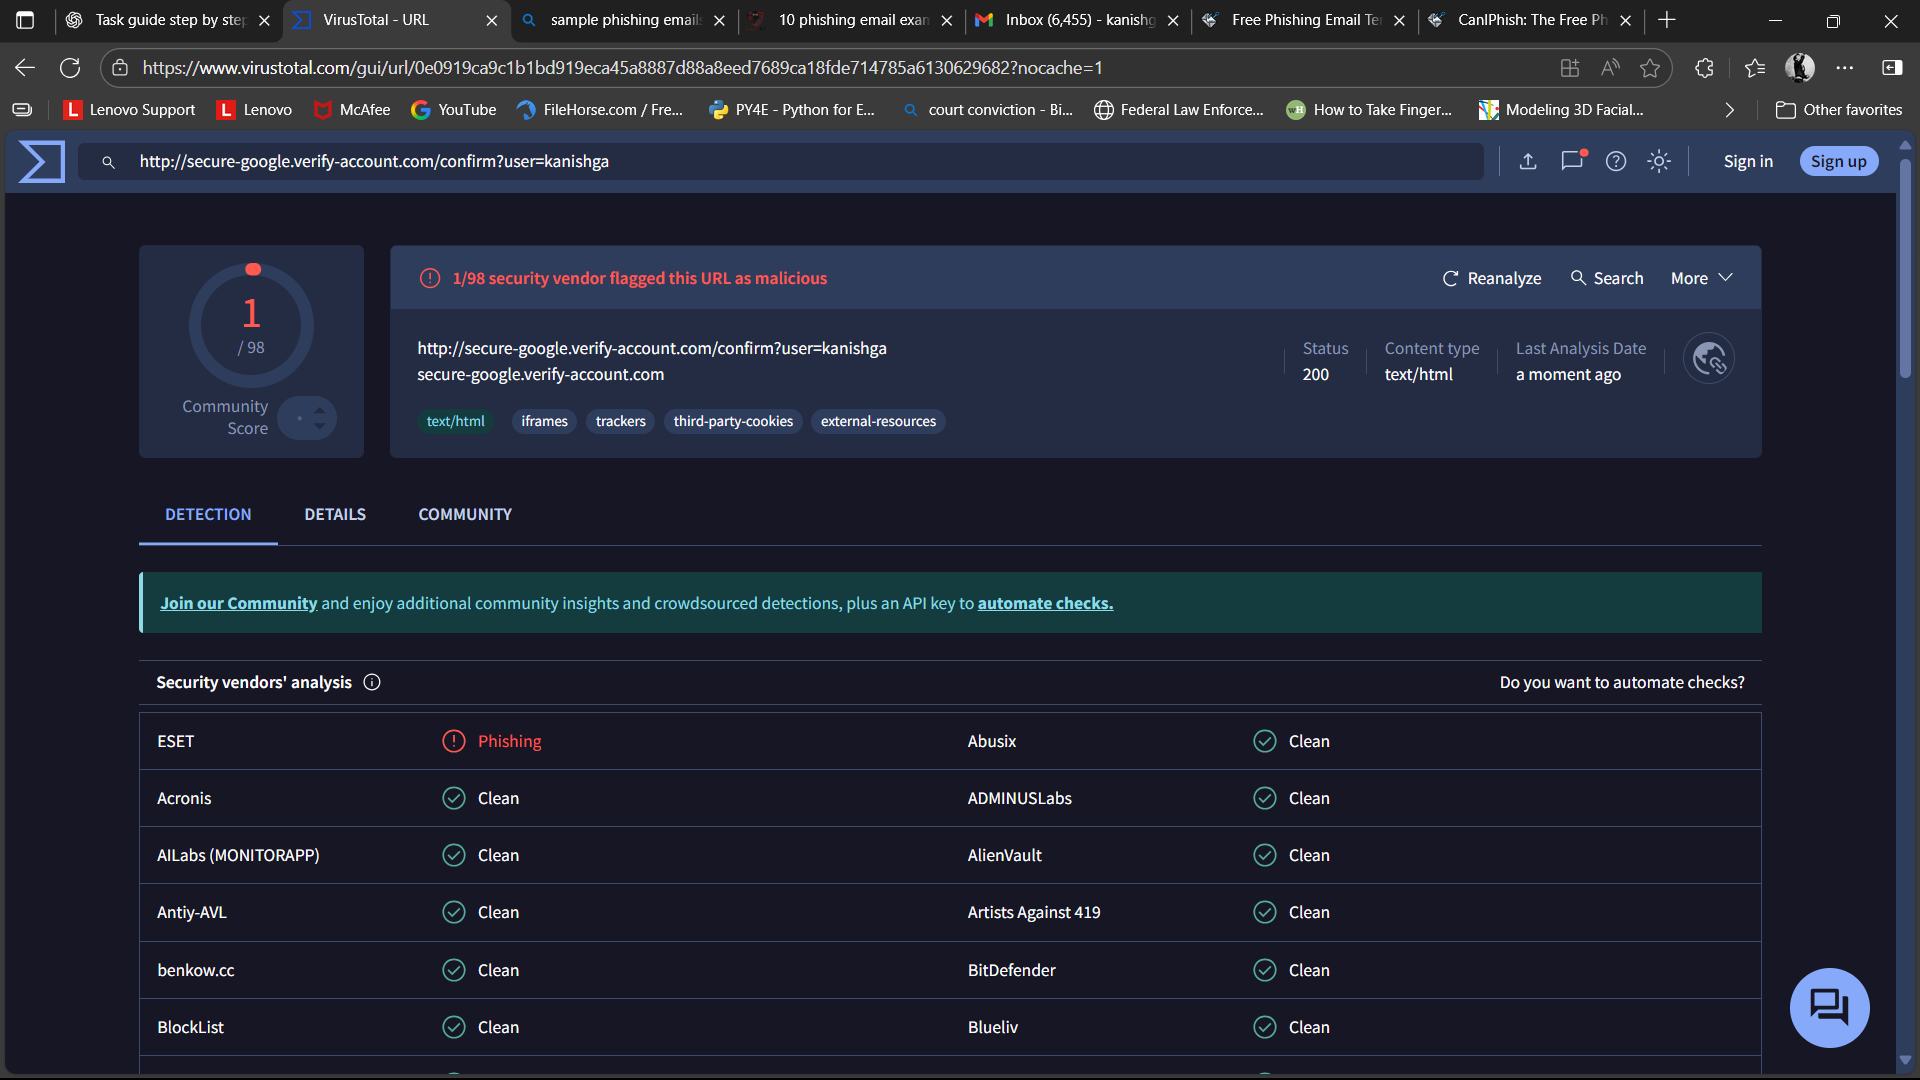 Task guide step by step
VirusTotal - URL
sample phishing emails
10 phishing email exan
Inbox (6,455) - kanishg
Free Phishing Email Te
CanIPhish: The Free Ph
https://www.virustotal.com/gui/url/0e0919ca9c1b1bd919eca45a8887d88a8eed7689ca18fde714785a6130629682?nocache=1
Lenovo Support
Lenovo
McAfee
YouTube
FileHorse.com / Fre...
PY4E - Python for E...
court conviction - Bi...
Federal Law Enforce...
How to Take Finger...
Modeling 3D Facial...
Other favorites
http://secure-google.verify-account.com/confirm?user=kanishga
Sign in
Sign up
1
/ 98
Community
Score
1/98 security vendor flagged this URL as malicious
Reanalyze
Search
More
http://secure-google.verify-account.com/confirm?user=kanishga
secure-google.verify-account.com
Status
200
Content type
text/html
Last Analysis Date
a moment ago
text/html
iframes
trackers
third-party-cookies
external-resources
DETECTION
DETAILS
COMMUNITY
Join our Community and enjoy additional community insights and crowdsourced detections, plus an API key to automate checks.
Security vendors' analysis
Do you want to automate checks?
ESET Phishing Abusix Clean
Acronis Clean ADMINUSLabs Clean
AILabs (MONITORAPP) Clean AlienVault Clean
Antiy-AVL Clean Artists Against 419 Clean
benkow.cc Clean BitDefender Clean
BlockList Clean Blueliv Clean